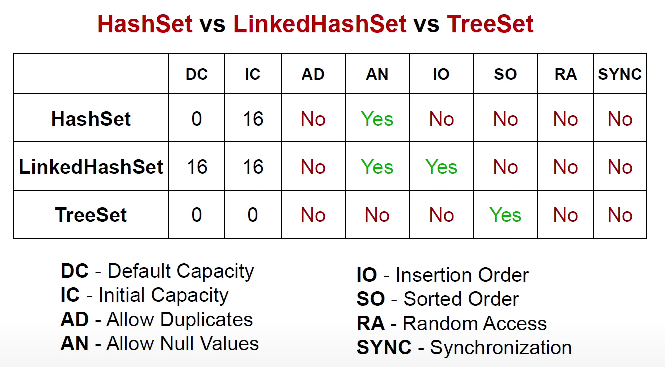 HashSet vs LinkedHashSet vs TreeSet
DC IC AD AN IO SO RA SYNC
HashSet 0 16 No Yes No No No No
LinkedHashSet 16 16 No Yes Yes No No No
TreeSet 0 0 No No No Yes No No
DC - Default Capacity
IC - Initial Capacity
AD - Allow Duplicates
AN - Allow Null Values
IO - Insertion Order
SO - Sorted Order
RA - Random Access
SYNC - Synchronization